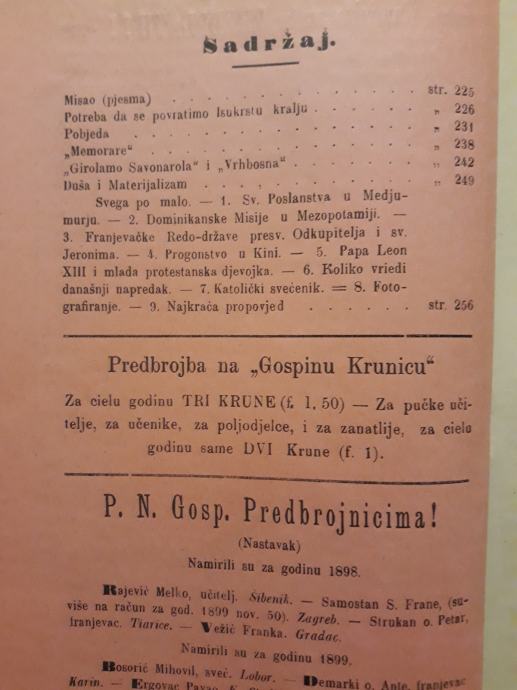 Sadržaj.
Misao (pjesma) . . . . . . . . . . . str. 225
Potreba da se povratimo Isukrstu kralju . . . . . „ 226
Pobjeda . . . . . . . . . . . . „ 231
„Memorare“ . . . . . . . . . . . „ 238
„Girolamo Savonarola“ i „Vrhbosna“ . . . . . . „ 242
Duša i Materijalizam . . . . . . . . . „ 249
Svega po malo. — 1. Sv. Poslanstva u Medju-
murju. — 2. Dominikanske Misije u Mezopotamiji. —
3. Franjevačke Redo-države presv. Odkupitelja i sv.
Jeronima. — 4. Progonstvo u Kini. — 5. Papa Leon
XIII i mlada protestanska djevojka. — 6. Koliko vriedi
današnji napredak. — 7. Katolički svećenik. = 8. Foto-
grafiranje. — 9. Najkraća propovjed . . . . . . str. 256
Predbrojba na „Gospinu Krunicu“
Za cielu godinu TRI KRUNE (f. 1, 50) — Za pučke uči-
telje, za učenike, za poljodjelce, i za zanatlije, za cielu
godinu same DVI Krune (f. 1).
P. N. Gosp. Predbrojnicima!
(Nastavak)
Namirili su za godinu 1898.
Rajević Melko, učitelj. Šibenik. — Samostan S. Frane, (su-
više na račun za god. 1899 nov. 50). Zagreb. — Strukan o. Petar,
franjevac. Tiarice. — Vežić Franka. Gradac.
Namirili su za godinu 1899.
Bosorić Mihovil, sveć. Lobor. — Demarki o. Ante, franjevac
Karin. — Ergovac Pavao.